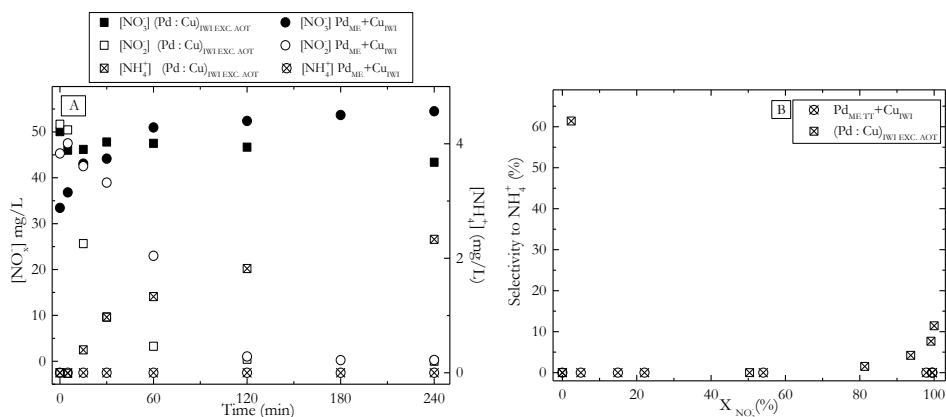 [NO₃⁻] (Pd : Cu)IWI EXC. AOT
[NO₃⁻] PdME+CuIWI
[NO₂⁻] (Pd : Cu)IWI EXC. AOT
[NO₂⁻] PdME+CuIWI
[NH₄⁺] (Pd : Cu)IWI EXC. AOT
[NH₄⁺] PdME+CuIWI
A
50
40
30
20
10
0
[NOₓ⁻] mg/L
4
2
0
[NH₄⁺] (mg/L)
0 60 120 180 240
Time (min)
B
PdME TT+CuIWI
(Pd : Cu)IWI EXC. AOT
60
50
40
30
20
10
0
Selectivity to NH₄⁺ (%)
0 20 40 60 80 100
X NOₓ(%)